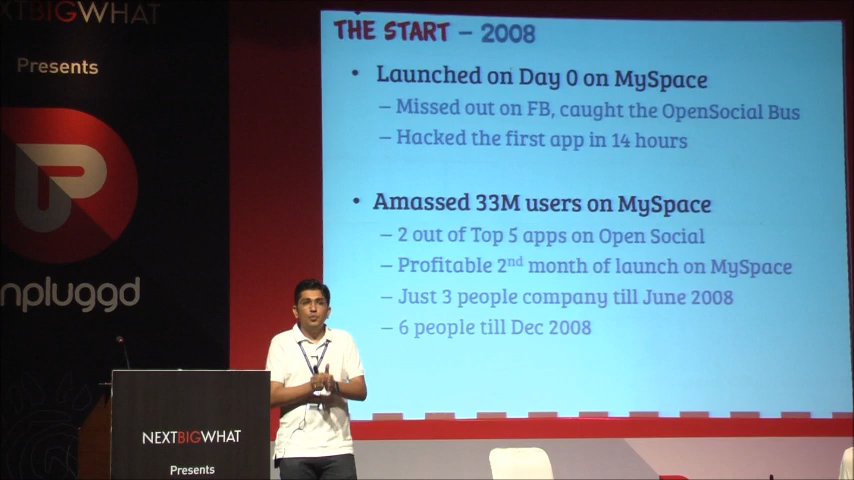 NEXTBIGWHAT
Presents
npluggd
THE START – 2008
• Launched on Day 0 on MySpace
– Missed out on FB, caught the OpenSocial Bus
– Hacked the first app in 14 hours
• Amassed 33M users on MySpace
– 2 out of Top 5 apps on Open Social
– Profitable 2nd month of launch on MySpace
– Just 3 people company till June 2008
– 6 people till Dec 2008
NEXTBIGWHAT
Presents